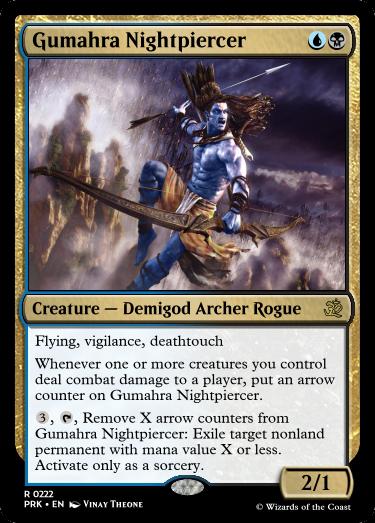 Gumahra Nightpiercer
Creature — Demigod Archer Rogue
Flying, vigilance, deathtouch
Whenever one or more creatures you control
deal combat damage to a player, put an arrow
counter on Gumahra Nightpiercer.
3, , Remove X arrow counters from
Gumahra Nightpiercer: Exile target nonland
permanent with mana value X or less.
Activate only as a sorcery.
2/1
R 0222
PRK • EN VINAY THEONE
© Wizards of the Coast